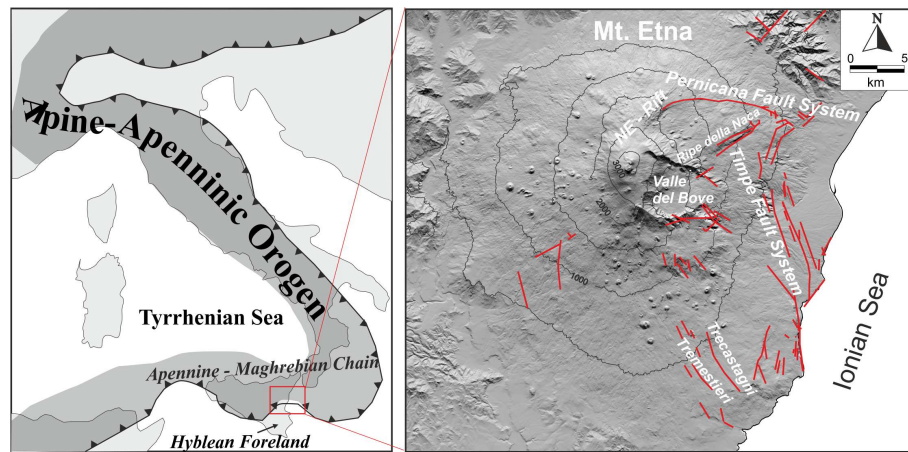 Alpine-Apenninic Orogen
Tyrrhenian Sea
Apennine - Maghrebian Chain
Hyblean Foreland
Mt. Etna
N
0 5
km
Pernicana Fault System
NE - Rift
Ripe della Naca
Timpe Fault System
3000
Valle
del Bove
2000
1000
Trecastagni
Tremestieri
Ionian Sea